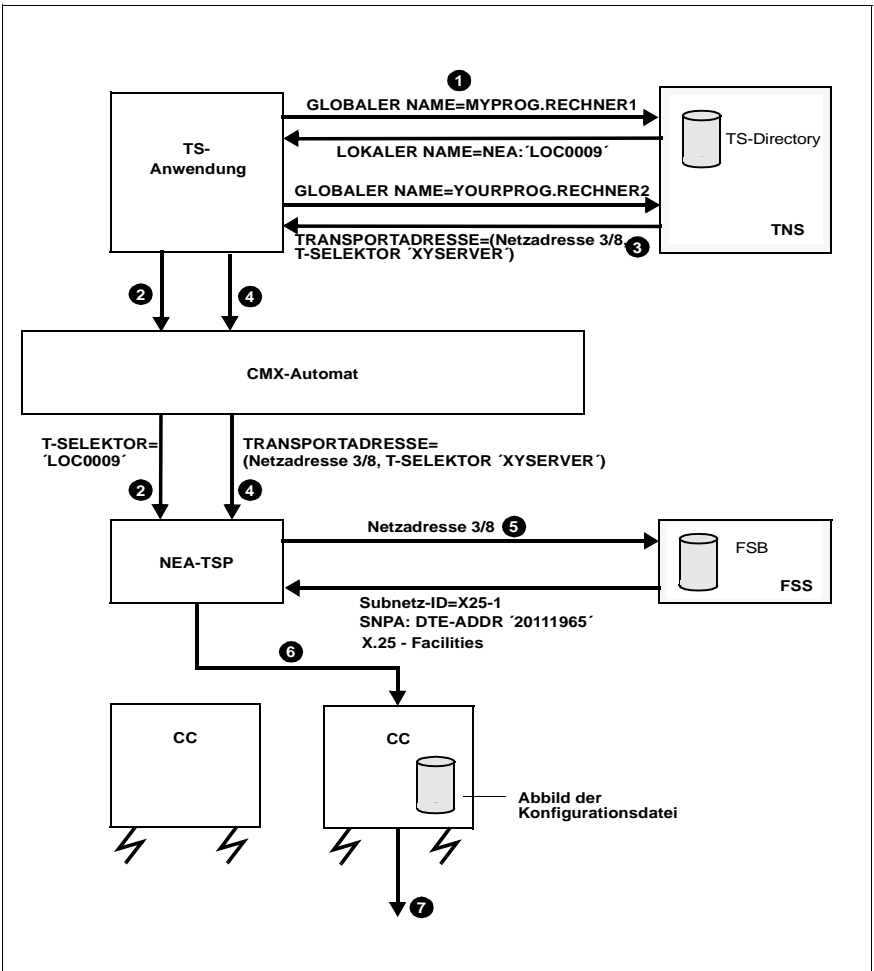 1
GLOBALER NAME=MYPROG.RECHNER1
TS-
Anwendung
TS-Directory
LOKALER NAME=NEA:´LOC0009´
GLOBALER NAME=YOURPROG.RECHNER2
TNS
TRANSPORTADRESSE=(Netzadresse 3/8,
T-SELEKTOR ´XYSERVER´)
3
2
4
CMX-Automat
T-SELEKTOR=
´LOC0009´
TRANSPORTADRESSE=
(Netzadresse 3/8, T-SELEKTOR ´XYSERVER´)
2
4
Netzadresse 3/8 5
NEA-TSP
FSB
FSS
Subnetz-ID=X25-1
SNPA: DTE-ADDR ´20111965´
X.25 - Facilities
6
CC
CC
Abbild der
Konfigurationsdatei
7